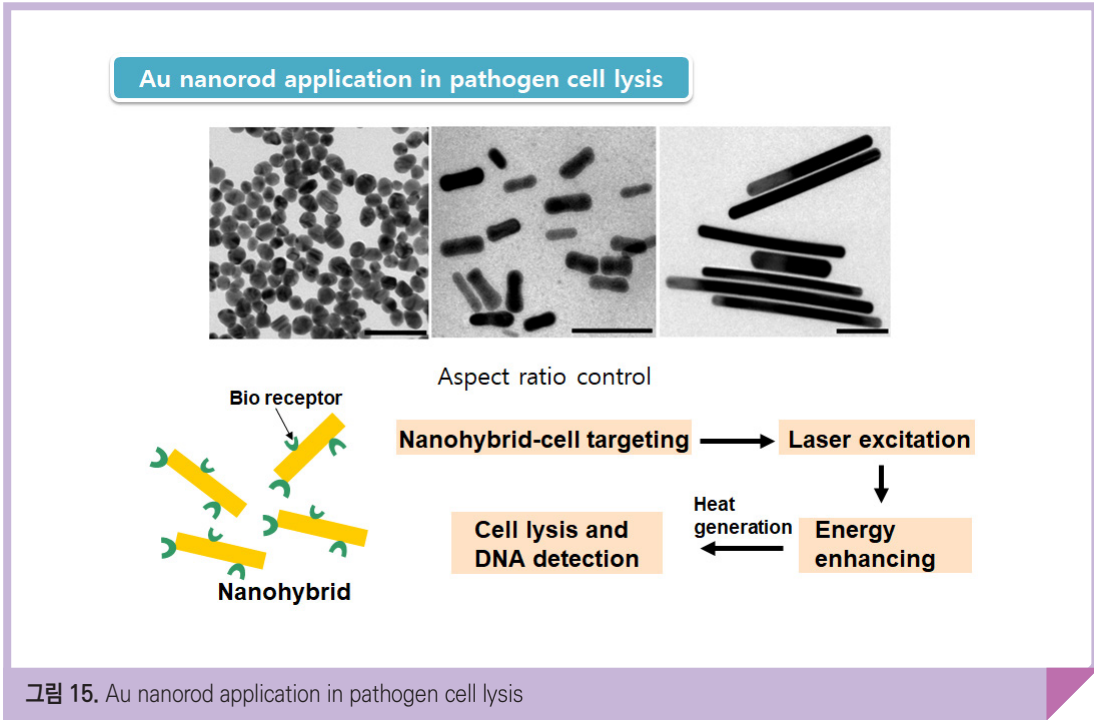 Au nanorod application in pathogen cell lysis
Aspect ratio control
Bio receptor
Nanohybrid
Nanohybrid-cell targeting
Laser excitation
Energy
enhancing
Heat
generation
Cell lysis and
DNA detection
그림 15. Au nanorod application in pathogen cell lysis